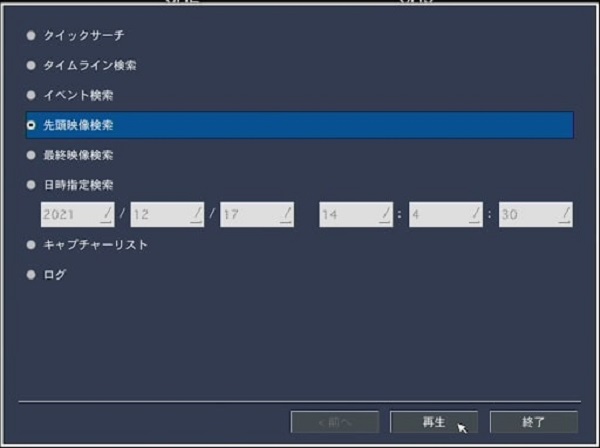 クイックサーチ
タイムライン検索
イベント検索
先頭映像検索
最終映像検索
日時指定検索
2021 / 12 / 17 14 : 4 : 30
キャプチャーリスト
ログ
<前へ 再生 終了